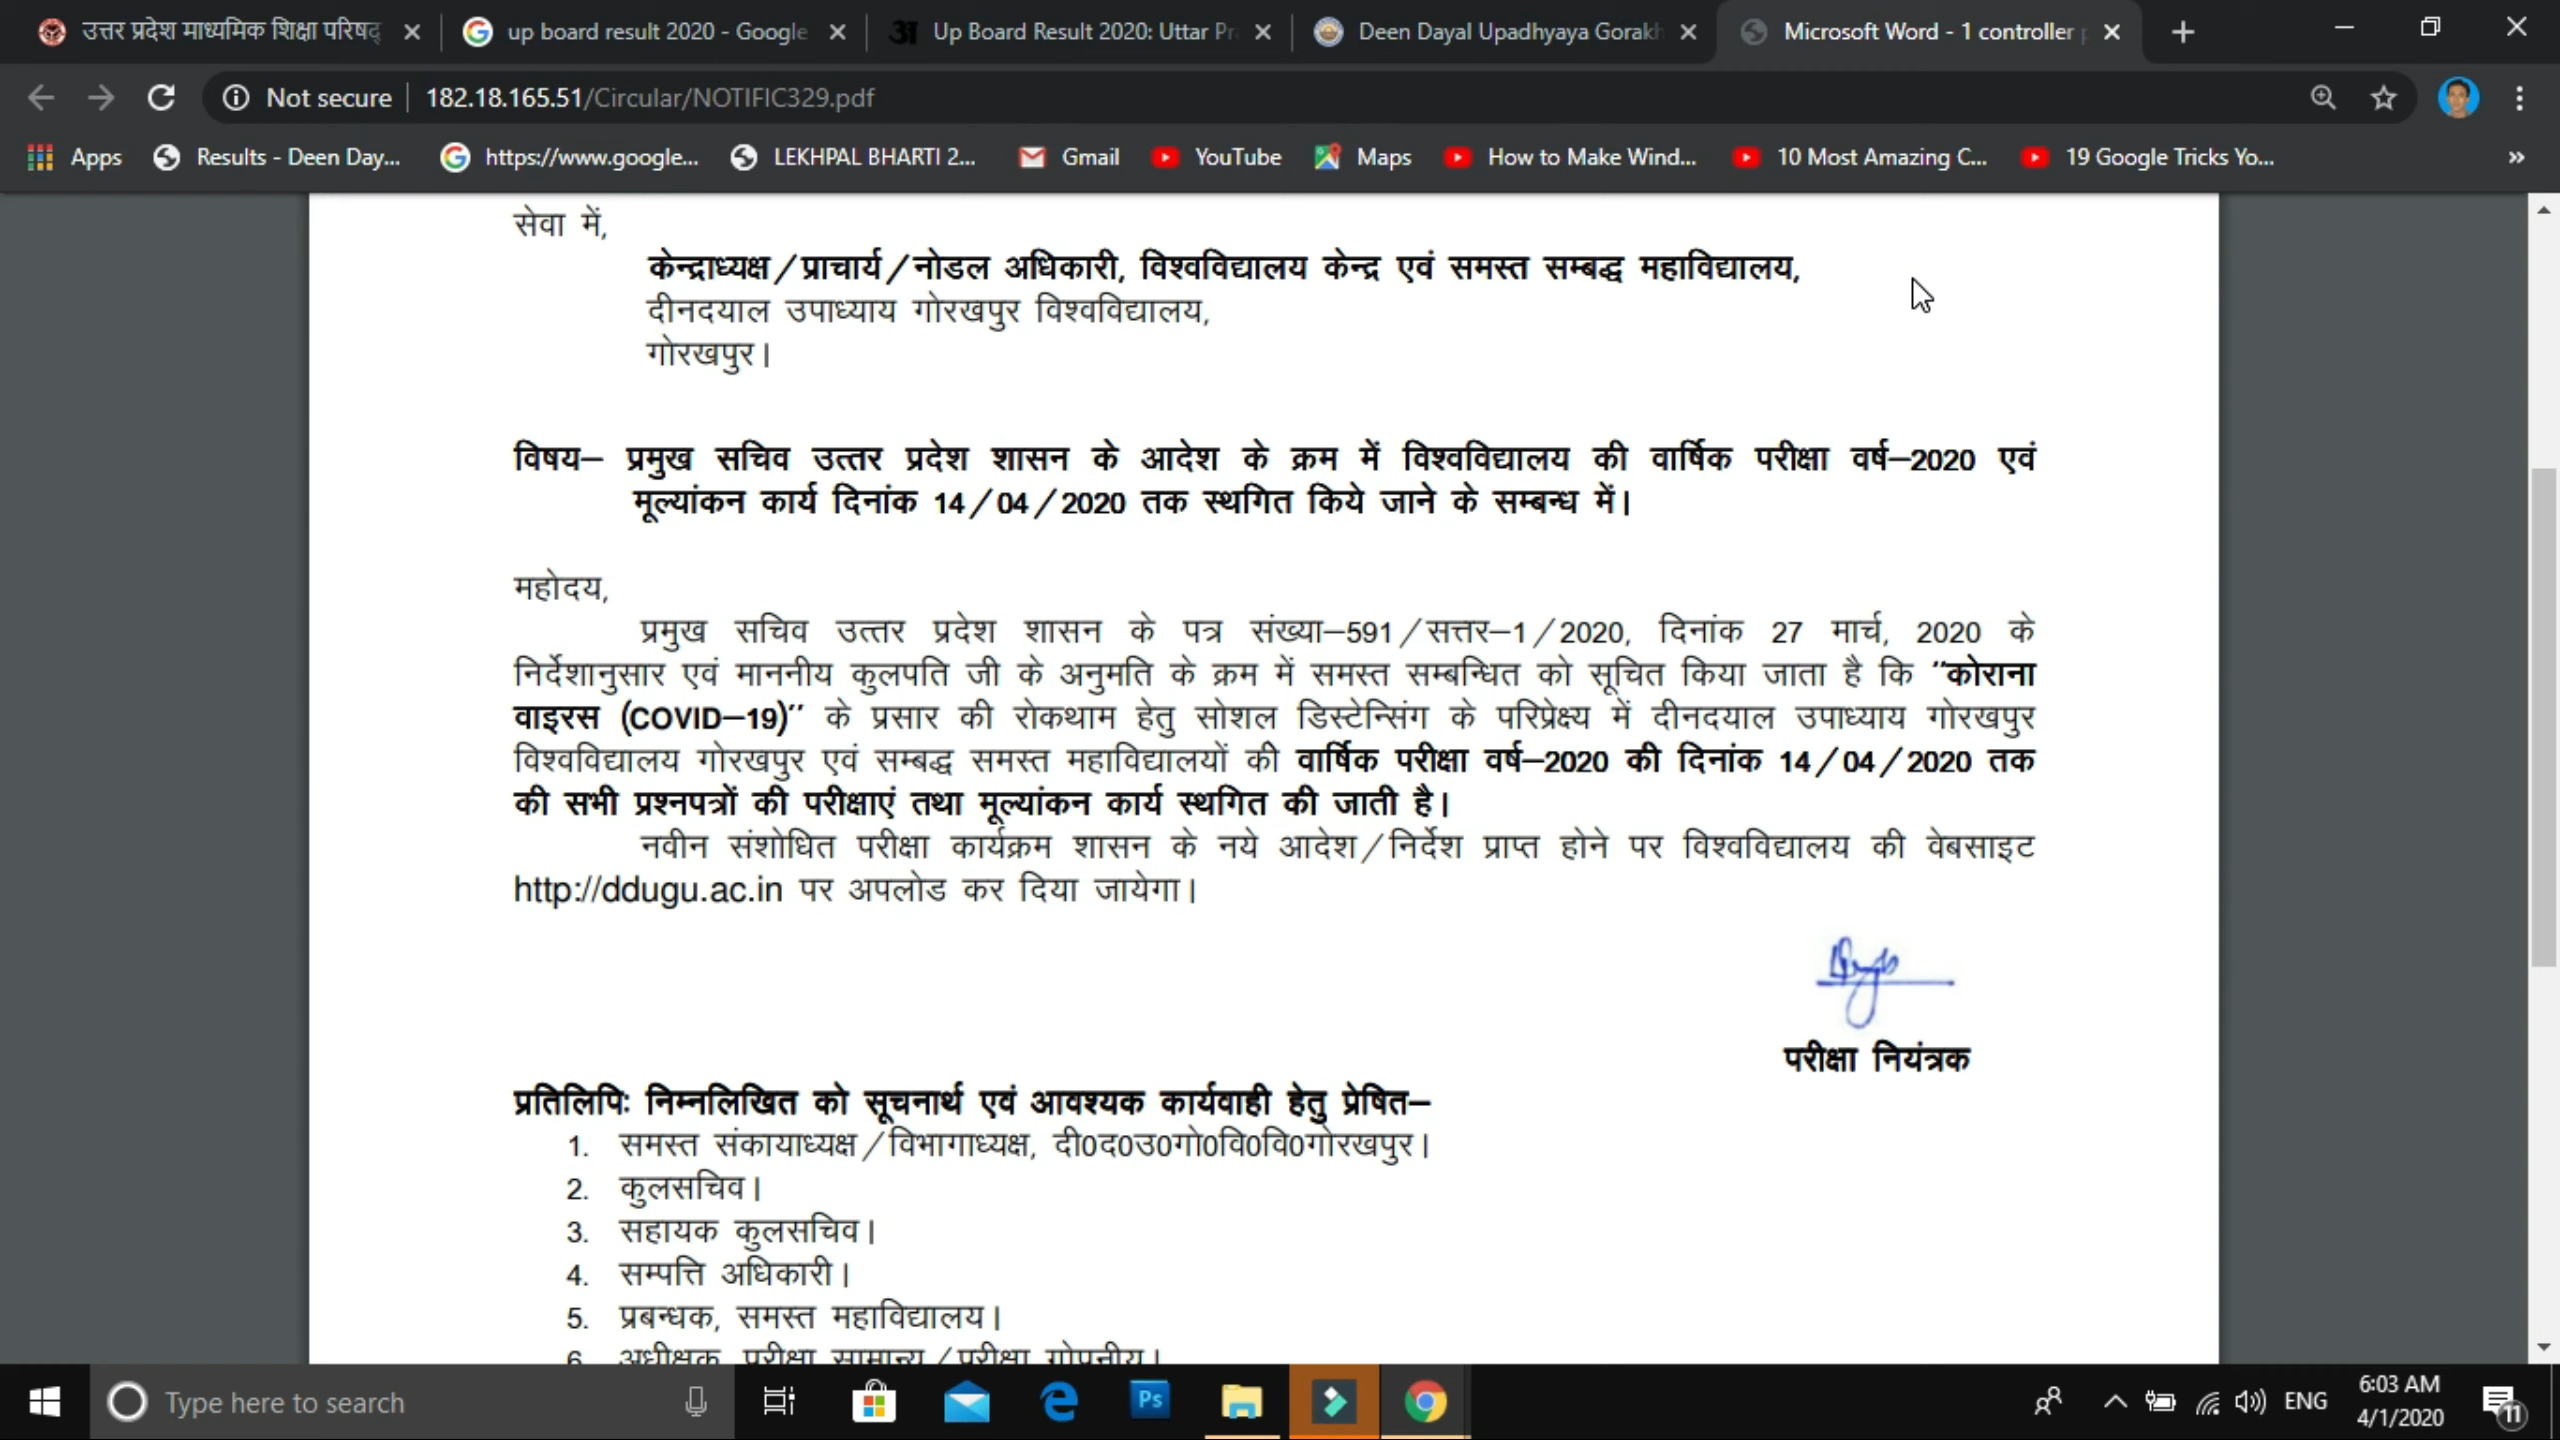 उत्तर प्रदेश माध्यमिक शिक्षा परिषद्
up board result 2020 - Google
Up Board Result 2020: Uttar Pr
Deen Dayal Upadhyaya Gorakh
Microsoft Word - 1 controller p
Not secure 182.18.165.51/Circular/NOTIFIC329.pdf
Apps Results - Deen Day... https://www.google... LEKHPAL BHARTI 2... Gmail YouTube Maps How to Make Wind... 10 Most Amazing C... 19 Google Tricks Yo... »
सेवा में,
केन्द्राध्यक्ष/प्राचार्य/नोडल अधिकारी, विश्वविद्यालय केन्द्र एवं समस्त सम्बद्ध महाविद्यालय,
दीनदयाल उपाध्याय गोरखपुर विश्वविद्यालय,
गोरखपुर।
विषय– प्रमुख सचिव उत्तर प्रदेश शासन के आदेश के क्रम में विश्वविद्यालय की वार्षिक परीक्षा वर्ष–2020 एवं
मूल्यांकन कार्य दिनांक 14/04/2020 तक स्थगित किये जाने के सम्बन्ध में।
महोदय,
प्रमुख सचिव उत्तर प्रदेश शासन के पत्र संख्या–591/सत्तर–1/2020, दिनांक 27 मार्च, 2020 के
निर्देशानुसार एवं माननीय कुलपति जी के अनुमति के क्रम में समस्त सम्बन्धित को सूचित किया जाता है कि "कोराना
वाइरस (COVID–19)" के प्रसार की रोकथाम हेतु सोशल डिस्टेन्सिंग के परिप्रेक्ष्य में दीनदयाल उपाध्याय गोरखपुर
विश्वविद्यालय गोरखपुर एवं सम्बद्ध समस्त महाविद्यालयों की वार्षिक परीक्षा वर्ष–2020 की दिनांक 14/04/2020 तक
की सभी प्रश्नपत्रों की परीक्षाएं तथा मूल्यांकन कार्य स्थगित की जाती है।
नवीन संशोधित परीक्षा कार्यक्रम शासन के नये आदेश/निर्देश प्राप्त होने पर विश्वविद्यालय की वेबसाइट
http://ddugu.ac.in पर अपलोड कर दिया जायेगा।
परीक्षा नियंत्रक
प्रतिलिपिः निम्नलिखित को सूचनार्थ एवं आवश्यक कार्यवाही हेतु प्रेषित–
1. समस्त संकायाध्यक्ष/विभागाध्यक्ष, दी0द0उ0गो0वि0वि0गोरखपुर।
2. कुलसचिव।
3. सहायक कुलसचिव।
4. सम्पत्ति अधिकारी।
5. प्रबन्धक, समस्त महाविद्यालय।
6. अधीक्षक, परीक्षा सामान्य/परीक्षा गोपनीय।
Type here to search
Ps
ENG
6:03 AM
4/1/2020
11